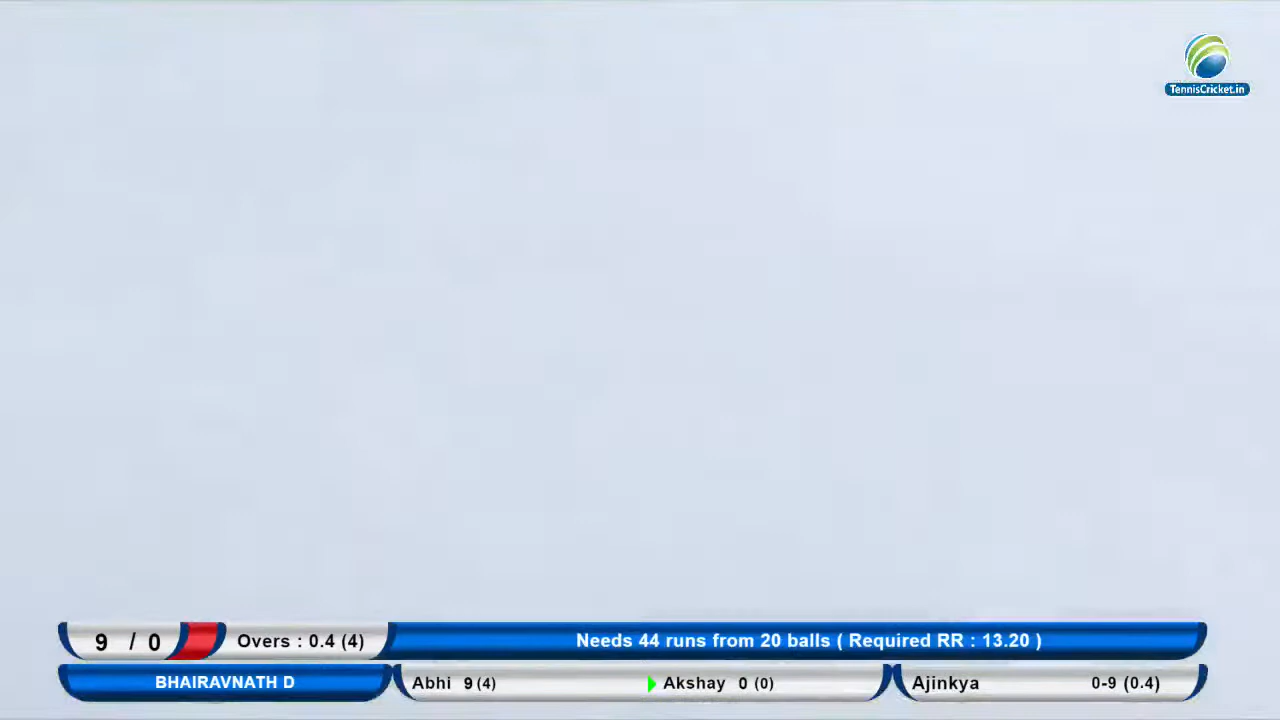 TennisCricket.in
9 / 0 Overs : 0.4 (4) Needs 44 runs from 20 balls ( Required RR : 13.20 )
BHAIRAVNATH D Abhi 9 (4) Akshay 0 (0) Ajinkya 0-9 (0.4)